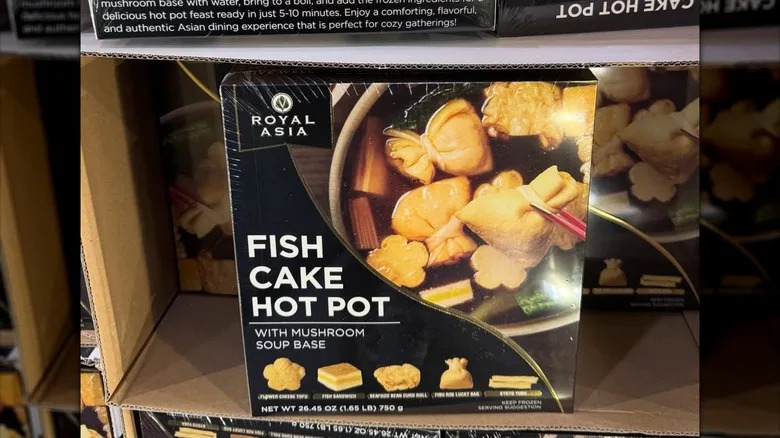 mushroom base with water, bring to a boil, and add the frozen ingredients for a
delicious hot pot feast ready in just 5-10 minutes. Enjoy a comforting, flavorful,
and authentic Asian dining experience that is perfect for cozy gatherings!
CAKE HOT POT
ROYAL
ASIA
FISH
CAKE
HOT POT
WITH MUSHROOM
SOUP BASE
FLOWER CHEESE TOFU
FISH SANDWICH
SEAFOOD BEAN CURD ROLL
FISH ROE LUCKY BAG
KYOTO YUBA
NET WT 26.45 OZ (1.65 LB) 750 g
KEEP FROZEN
SERVING SUGGESTION